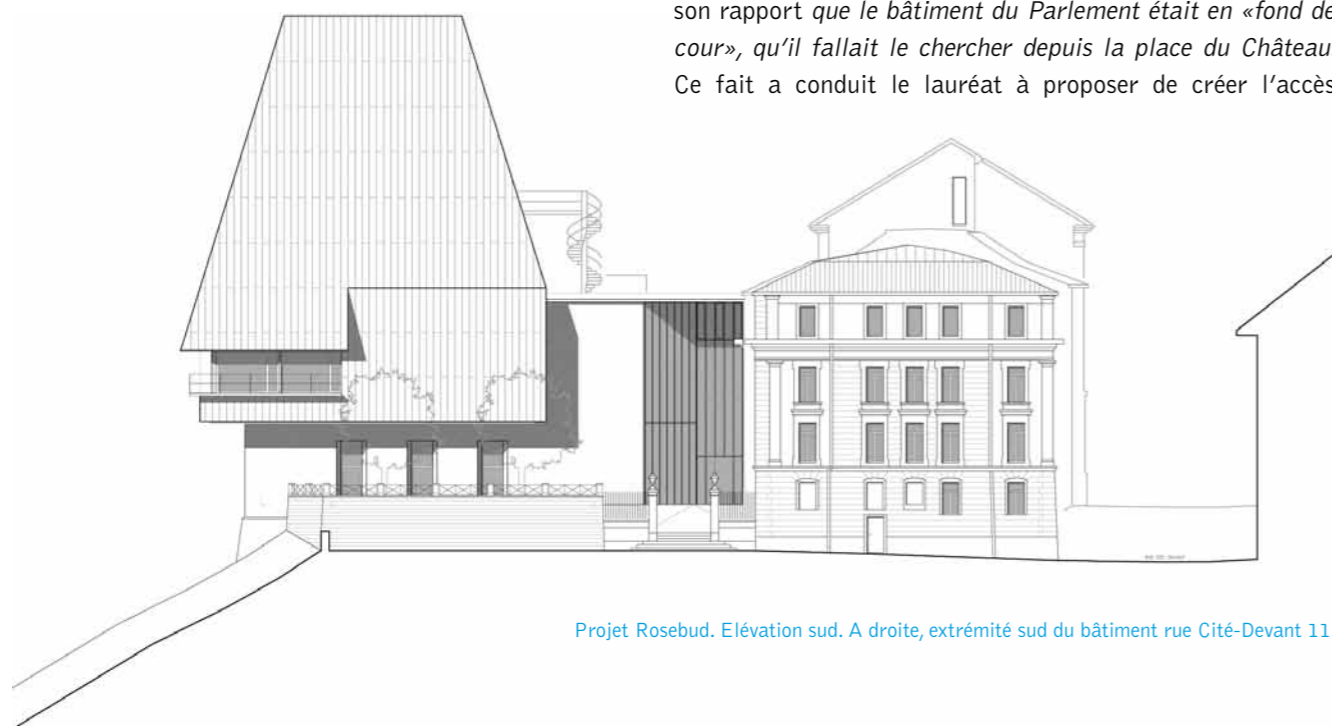 son rapport que le bâtiment du Parlement était en «fond de
cour», qu’il fallait le chercher depuis la place du Château
Ce fait a conduit le lauréat à proposer de créer l’accès
Projet Rosebud. Elévation sud. A droite, extrémité sud du bâtiment rue Cité-Devant 11